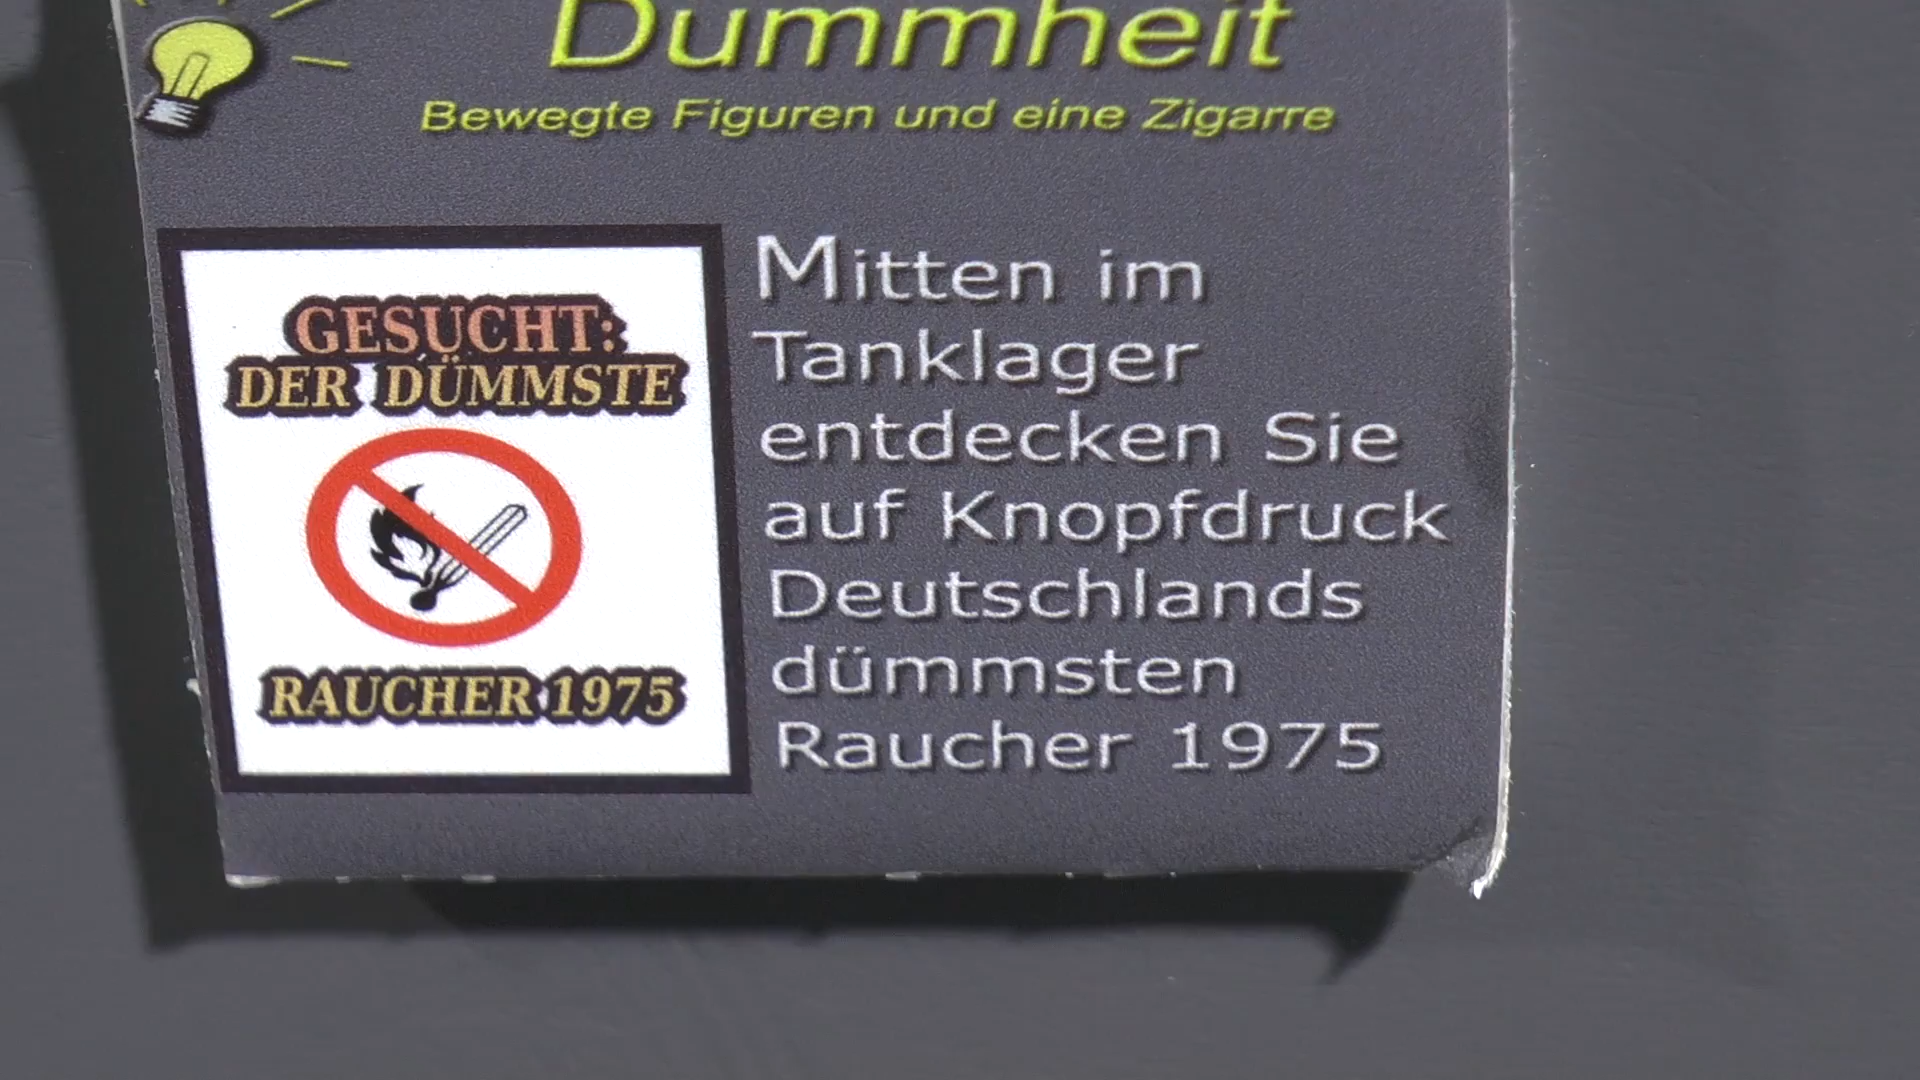 Dummheit
Bewegte Figuren und eine Zigarre
GESUCHT:
DER DÜMMSTE
RAUCHER 1975
Mitten im
Tanklager
entdecken Sie
auf Knopfdruck
Deutschlands
dümmsten
Raucher 1975